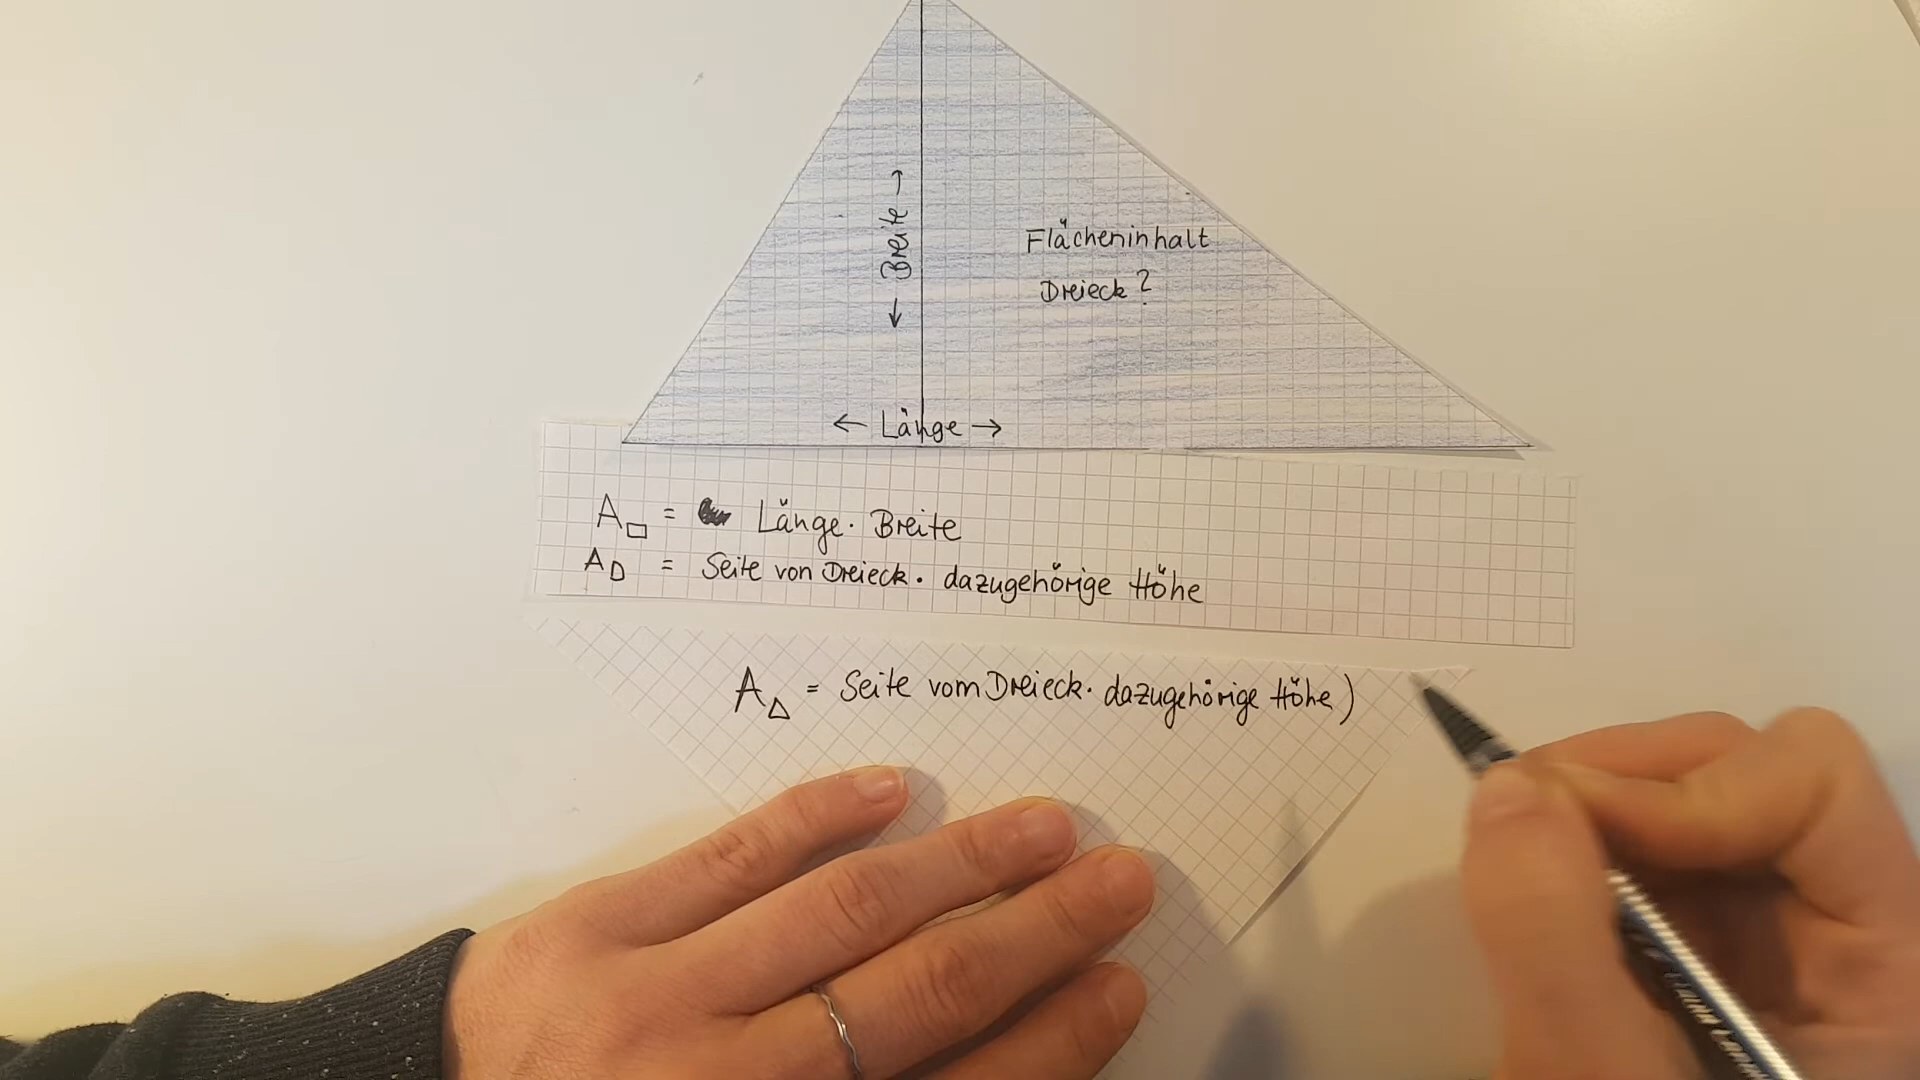 ← Breite →
Flächeninhalt
Dreieck?
← Länge →
A□ = Länge · Breite
A▷ = Seite von Dreieck · dazugehörige Höhe
A△ = Seite vom Dreieck · dazugehörige Höhe)